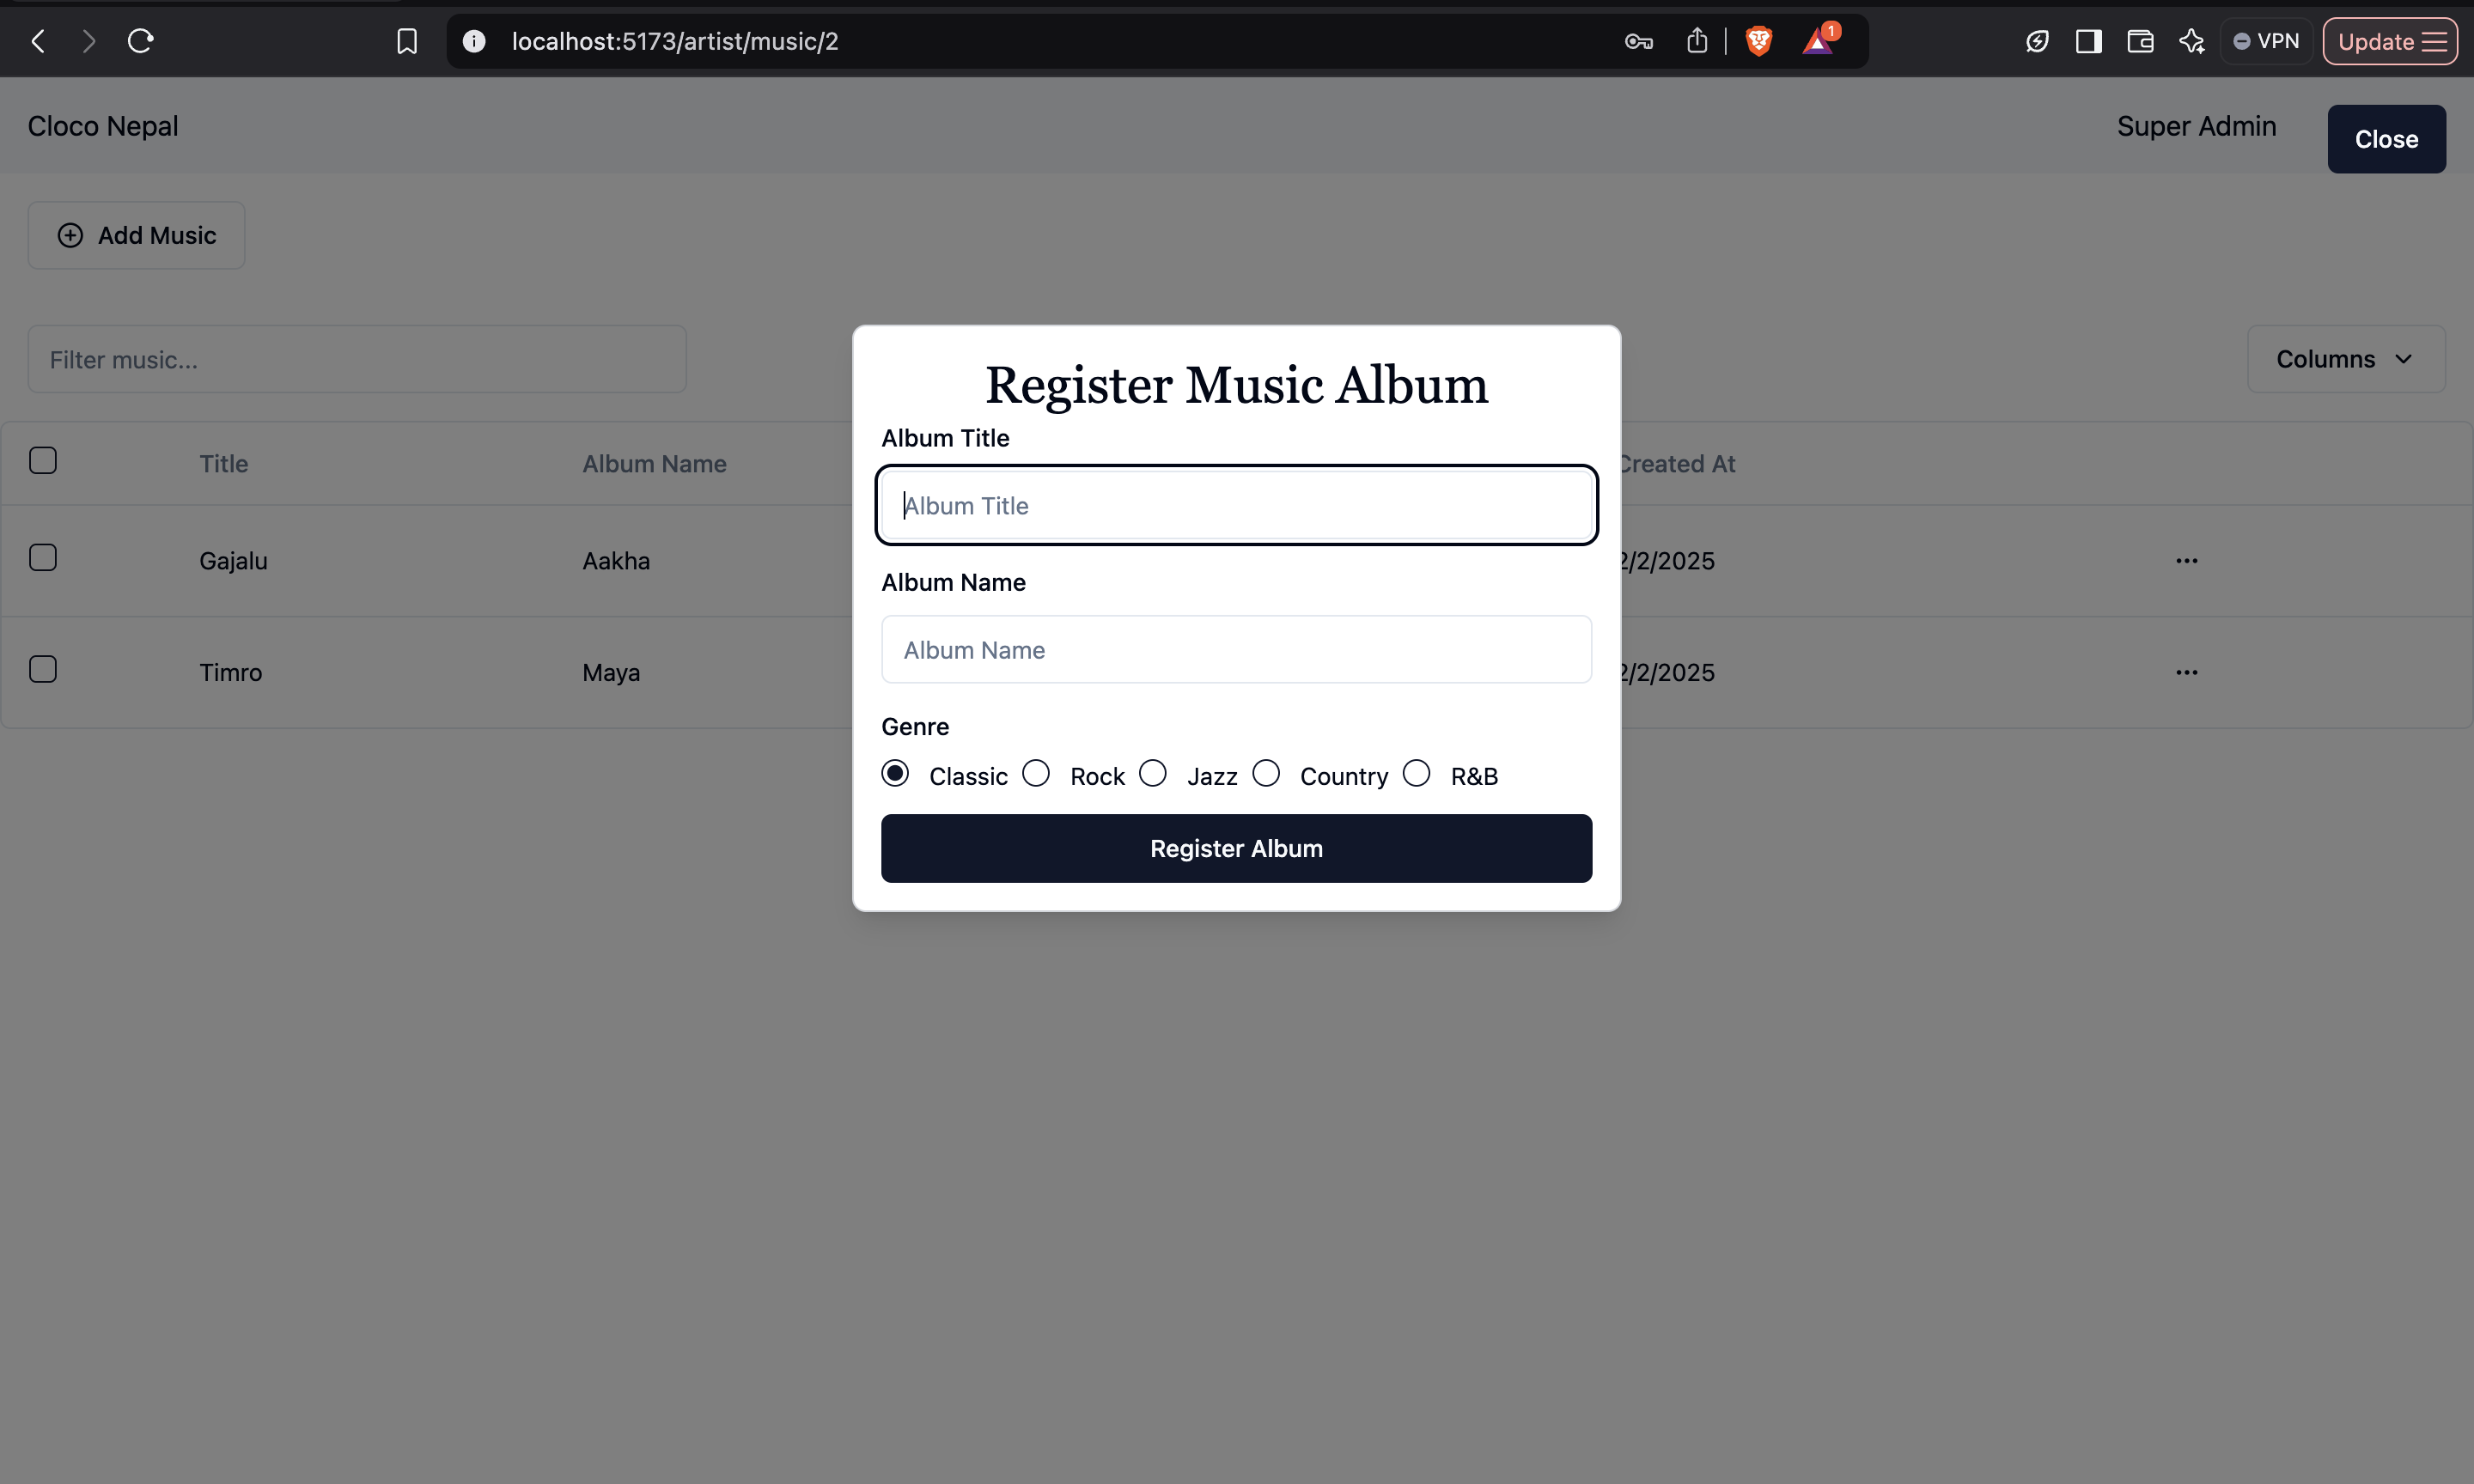 localhost:5173/artist/music/2
1
VPN
Update
Cloco Nepal
Super Admin
Close
Add Music
Filter music...
Columns
Register Music Album
Album Title
Album Title
Album Name
Album Name
Genre
Classic Rock Jazz Country R&B
Register Album
Title Album Name Created At
Gajalu Aakha 2/2/2025
Timro Maya 2/2/2025